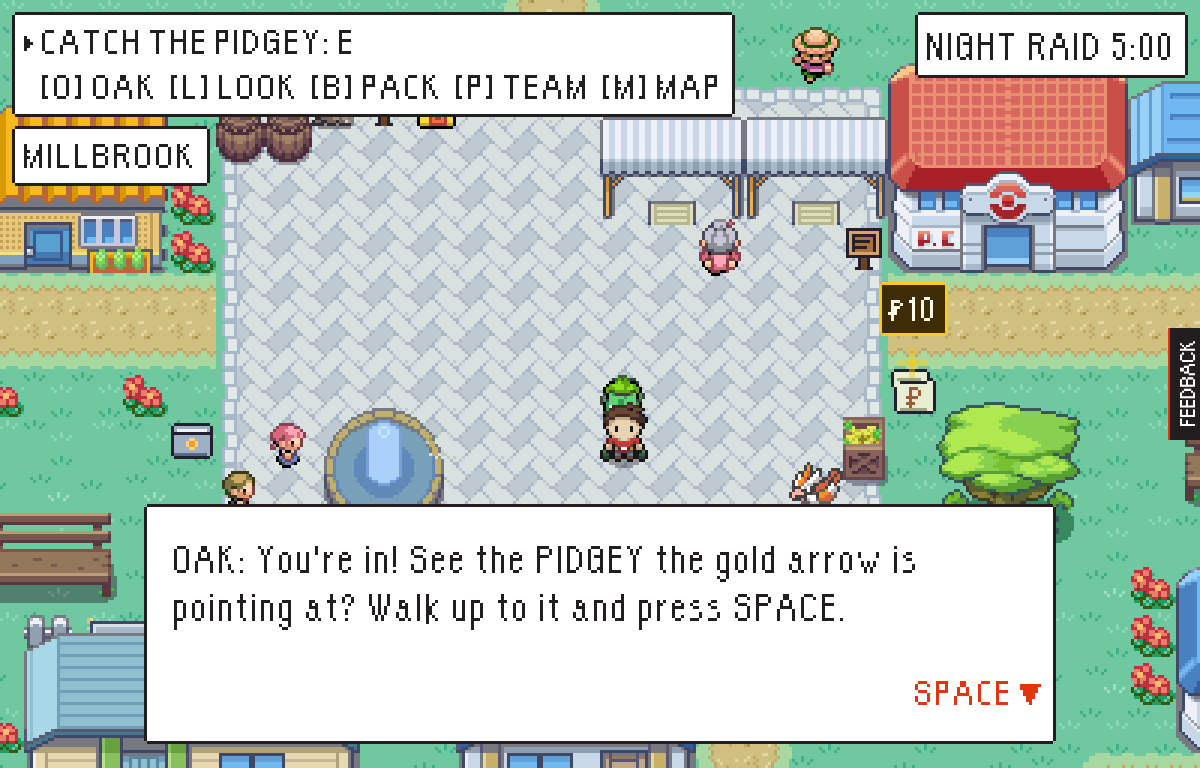 ▸CATCH THE PIDGEY: E
[O] OAK [L] LOOK [B] PACK [P] TEAM [M] MAP
NIGHT RAID 5:00
MILLBROOK
P.C
₽10
₽
FEEDBACK
OAK: You're in! See the PIDGEY the gold arrow is
pointing at? Walk up to it and press SPACE.
SPACE ▼